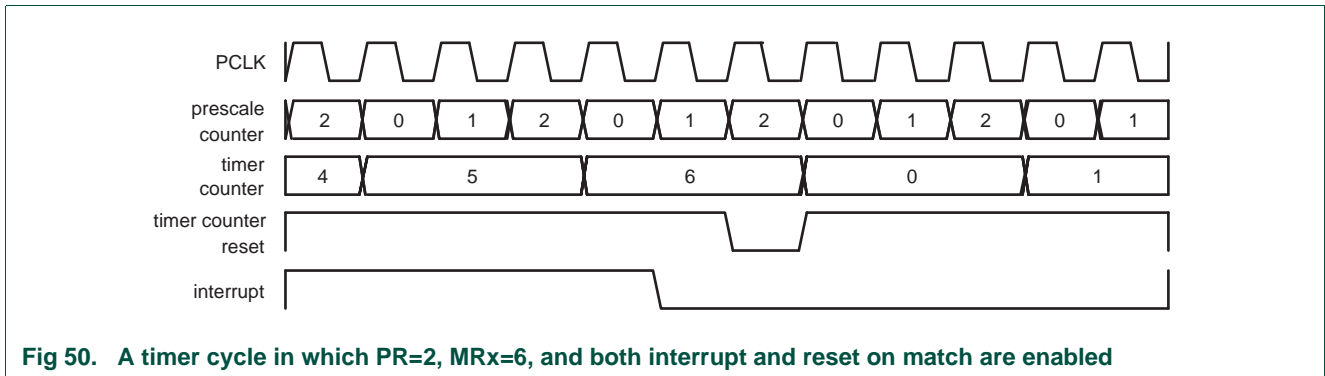 PCLK
prescale
counter
2 0 1 2 0 1 2 0 1 2 0 1
timer
counter
4 5 6 0 1
timer counter
reset
interrupt
Fig 50. A timer cycle in which PR=2, MRx=6, and both interrupt and reset on match are enabled